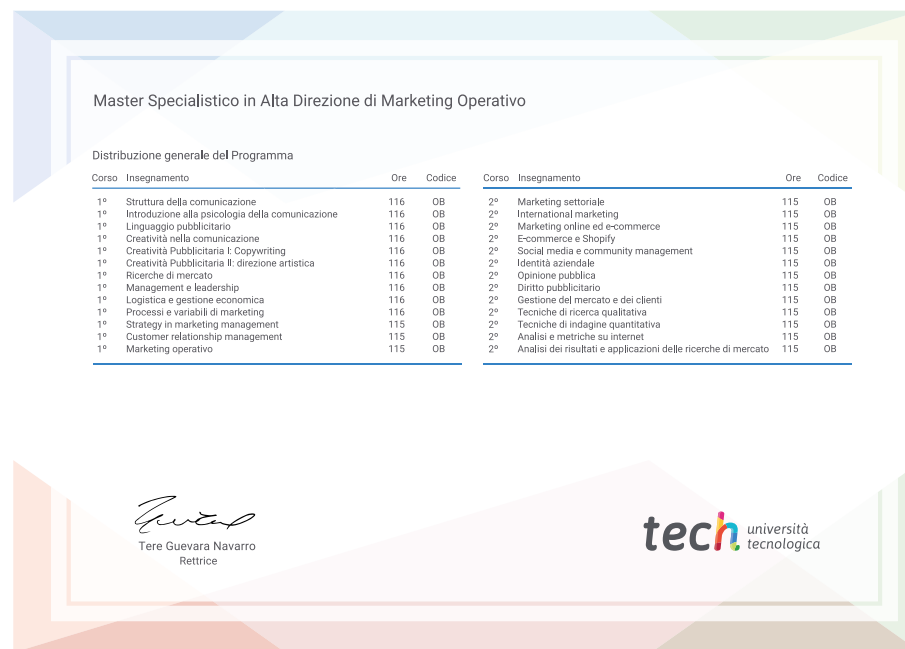 Master Specialistico in Alta Direzione di Marketing Operativo
Distribuzione generale del Programma
Corso Insegnamento Ore Codice
1º Struttura della comunicazione 116 OB
1º Introduzione alla psicologia della comunicazione 116 OB
1º Linguaggio pubblicitario 116 OB
1º Creatività nella comunicazione 116 OB
1º Creatività Pubblicitaria I: Copywriting 116 OB
1º Creatività Pubblicitaria II: direzione artistica 116 OB
1º Ricerche di mercato 116 OB
1º Management e leadership 116 OB
1º Logistica e gestione economica 116 OB
1º Processi e variabili di marketing 116 OB
1º Strategy in marketing management 115 OB
1º Customer relationship management 115 OB
1º Marketing operativo 115 OB
Corso Insegnamento Ore Codice
2º Marketing settoriale 115 OB
2º International marketing 115 OB
2º Marketing online ed e-commerce 115 OB
2º E-commerce e Shopify 115 OB
2º Social media e community management 115 OB
2º Identità aziendale 115 OB
2º Opinione pubblica 115 OB
2º Diritto pubblicitario 115 OB
2º Gestione del mercato e dei clienti 115 OB
2º Tecniche di ricerca qualitativa 115 OB
2º Tecniche di indagine quantitativa 115 OB
2º Analisi e metriche su internet 115 OB
2º Analisi dei risultati e applicazioni delle ricerche di mercato 115 OB
Tere Guevara Navarro
Rettrice
tech università
tecnologica